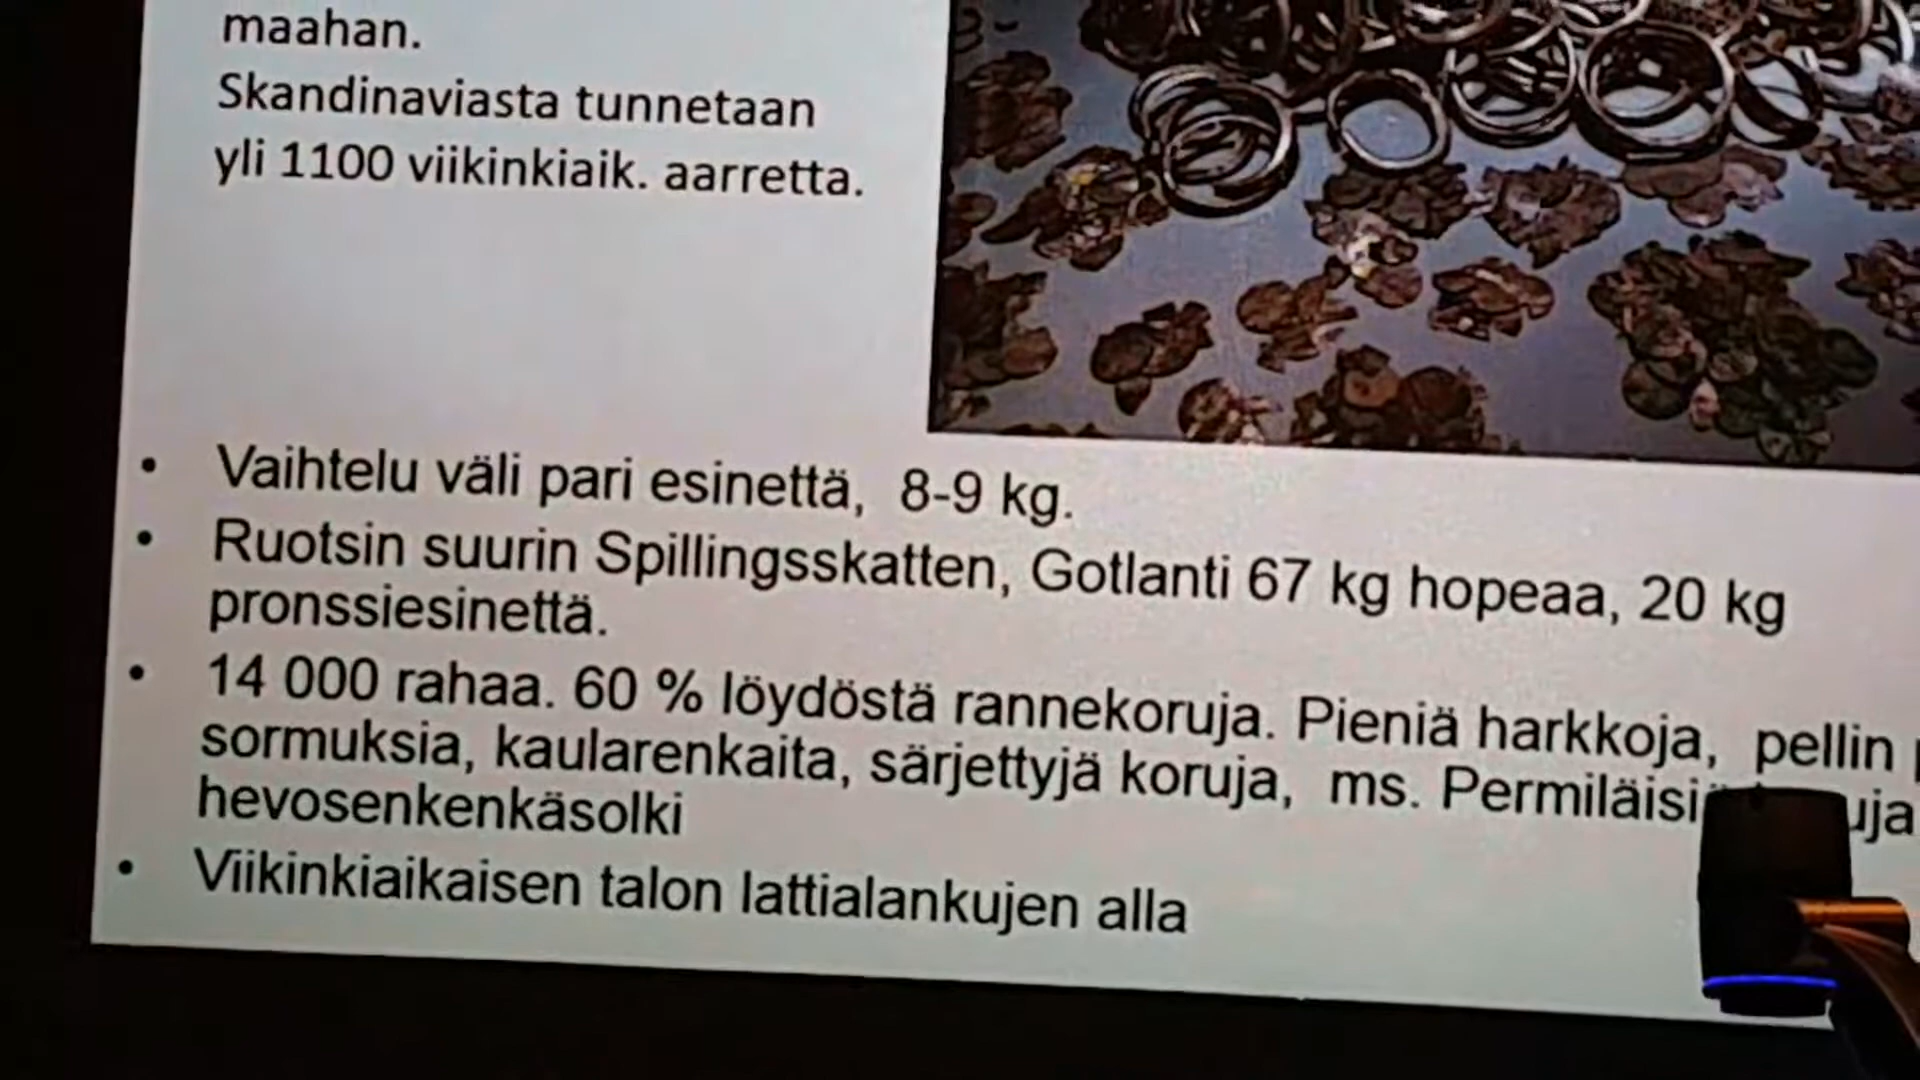 maahan.
Skandinaviasta tunnetaan
yli 1100 viikinkiaik. aarretta.
• Vaihtelu väli pari esinettä, 8-9 kg.
• Ruotsin suurin Spillingsskatten, Gotlanti 67 kg hopeaa, 20 kg
pronssiesinettä.
• 14 000 rahaa. 60 % löydöstä rannekoruja. Pieniä harkkoja, pellin
sormuksia, kaularenkaita, särjettyjä koruja, ms.
hevosenkenkäsolki
• Viikinkiaikaisen talon lattialankujen alla